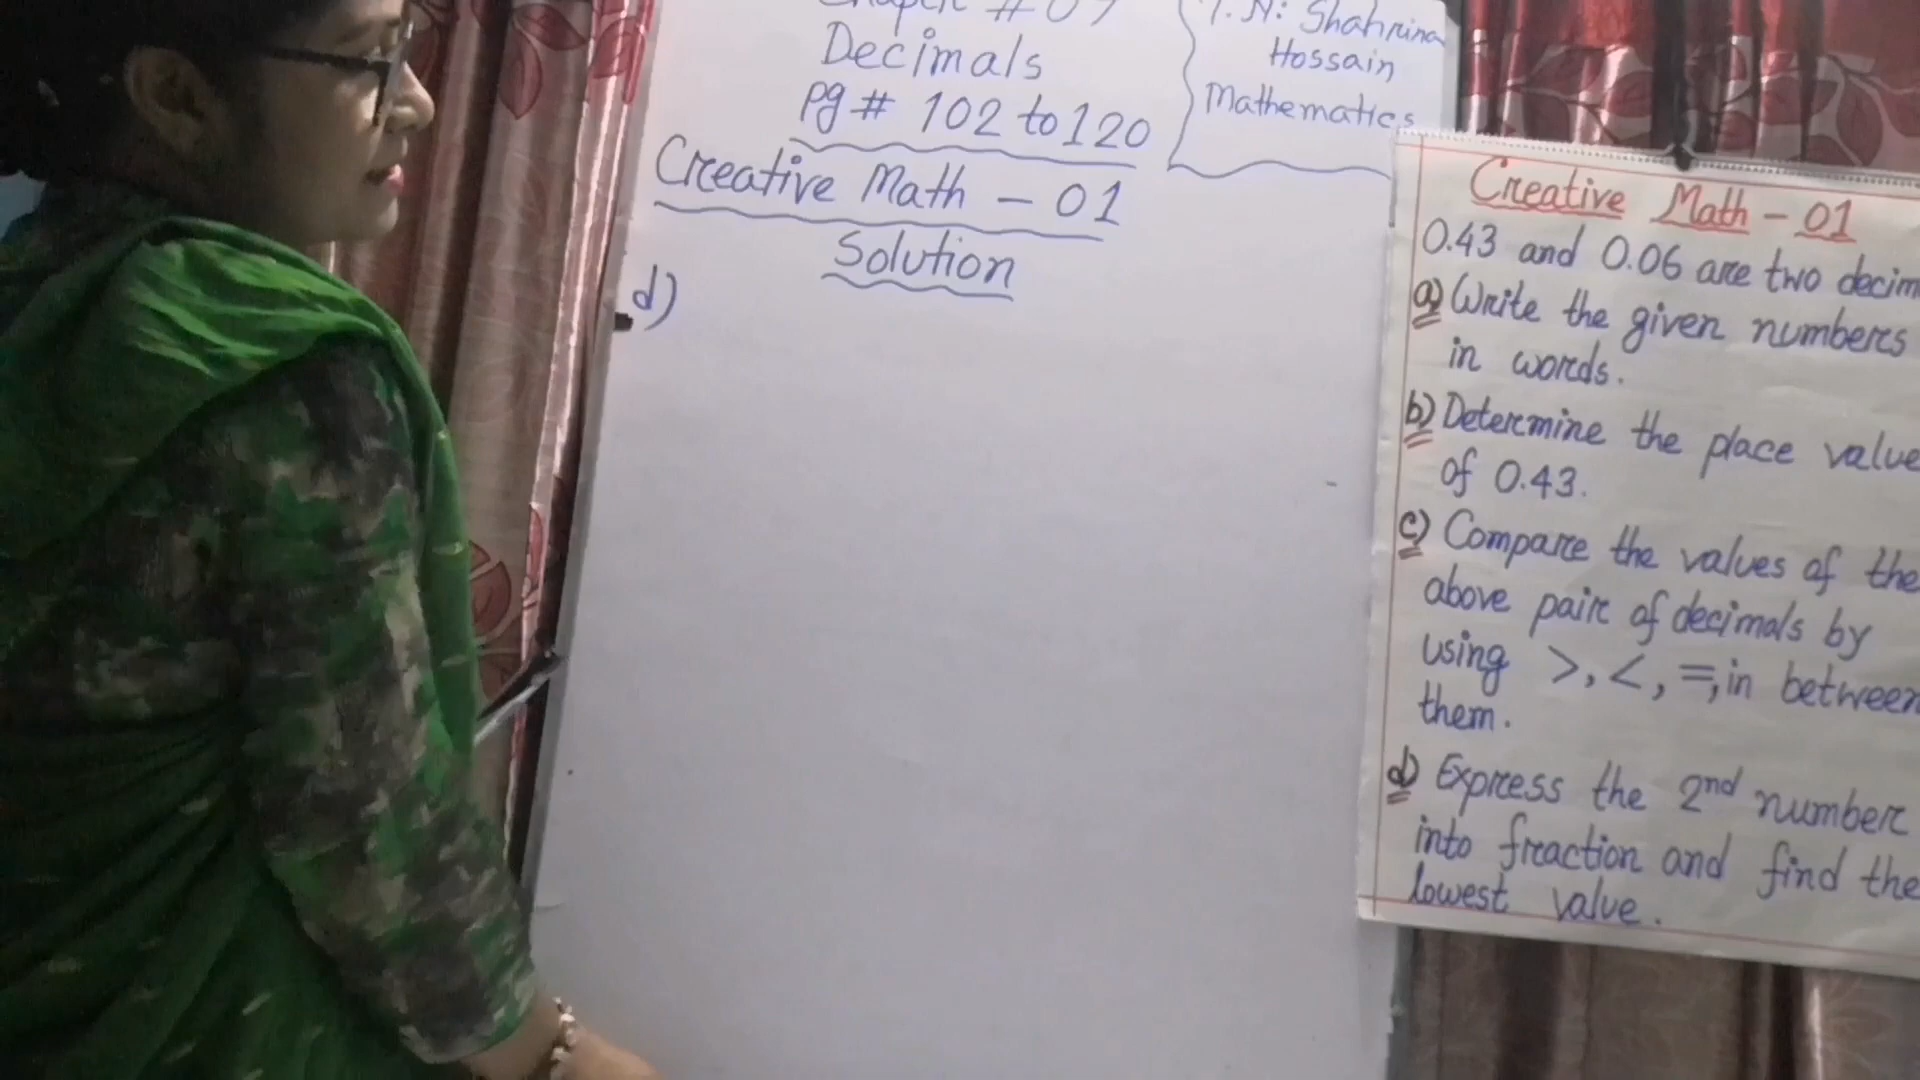 Decimals
pg # 102 to 120
T.N: Shahrina
Hossain
Mathematics
Creative Math - 01
Solution
d)
Creative Math - 01
0.43 and 0.06 are two decim
a) Write the given numbers
in words.
b) Determine the place value
of 0.43.
c) Compare the values of the
above pair of decimals by
using >, <, =, in between
them.
d) Express the 2nd number
into fraction and find the
lowest value.